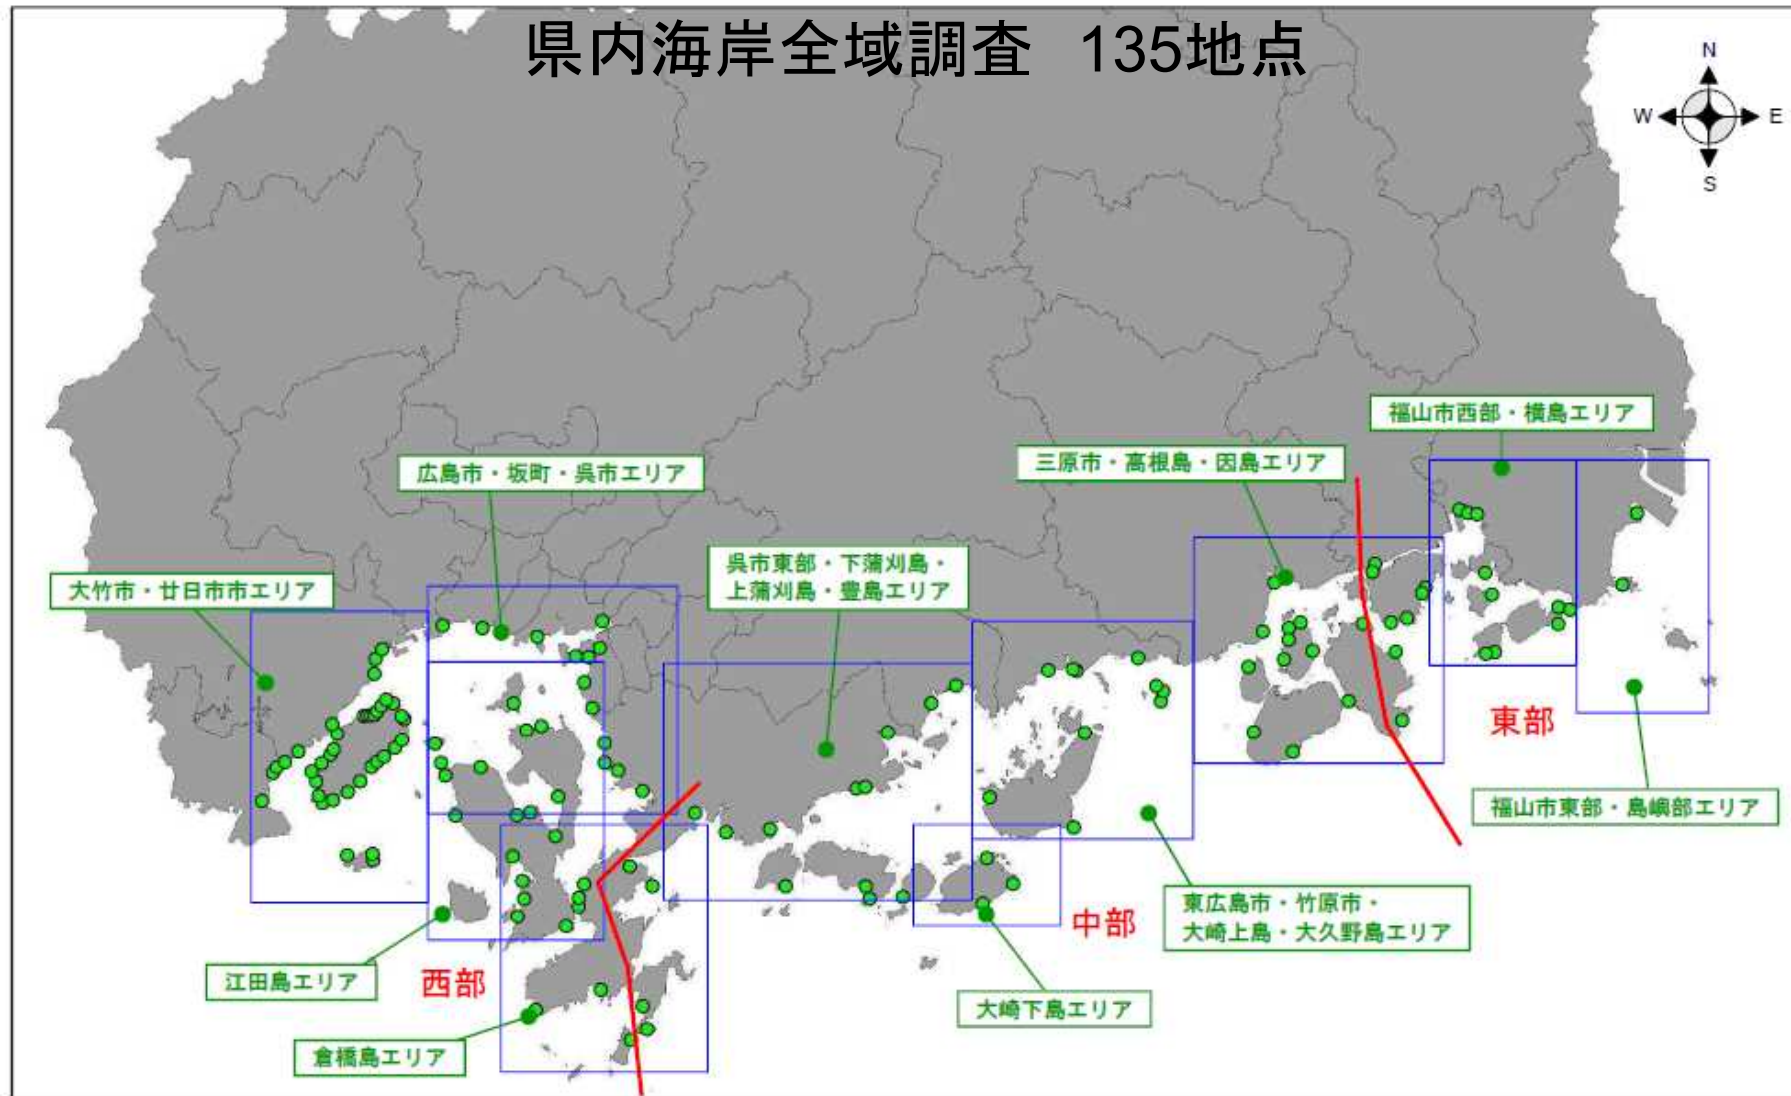 県内海岸全域調査 135地点
N
W
E
S
福山市西部・横島エリア
三原市・高根島・因島エリア
広島市・坂町・呉市エリア
呉市東部・下蒲刈島・
上蒲刈島・豊島エリア
大竹市・廿日市市エリア
東部
福山市東部・島嶼部エリア
東広島市・竹原市・
大崎上島・大久野島エリア
中部
江田島エリア
西部
大崎下島エリア
倉橋島エリア